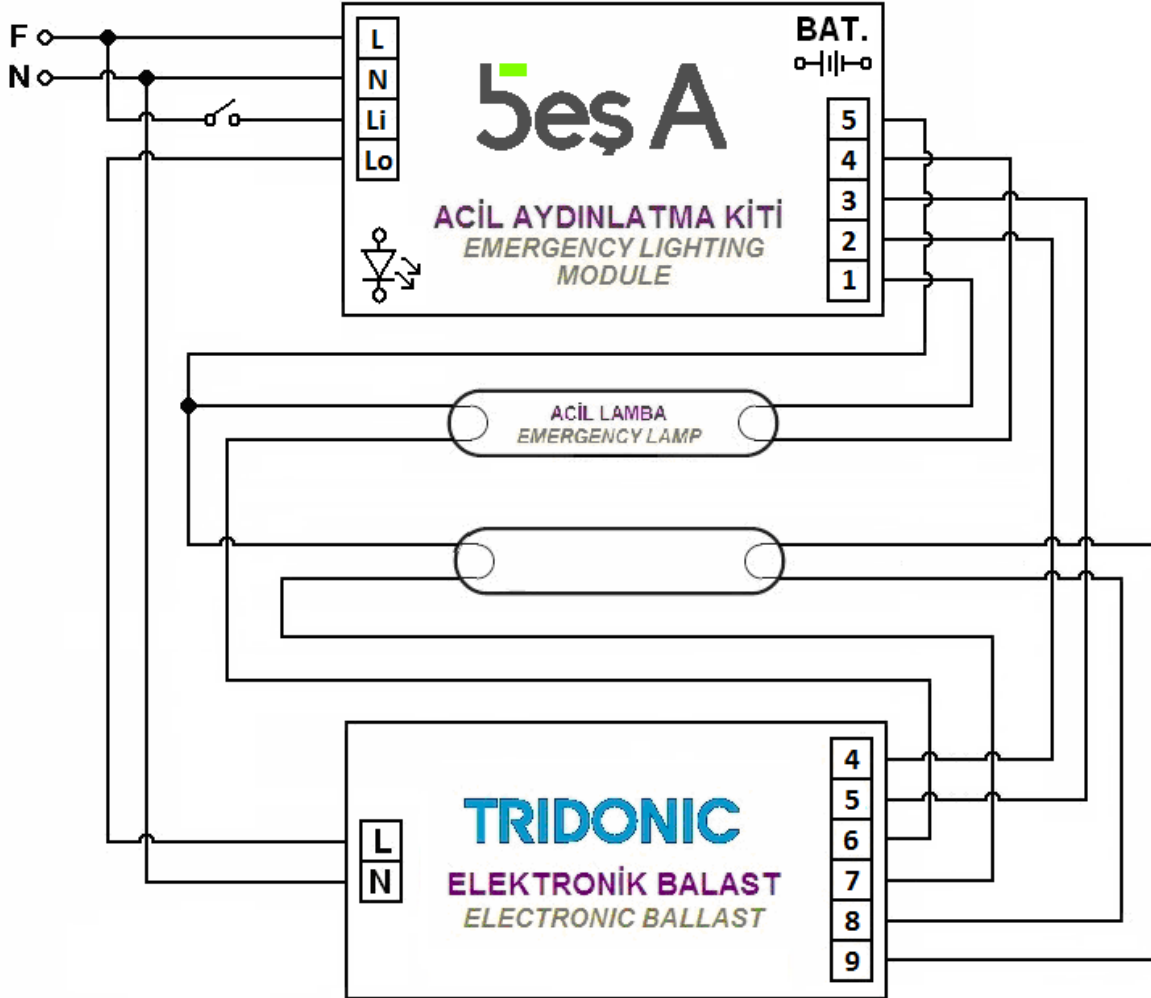 F
N
L
N
Li
Lo
BAT.
5eş A
5
4
3
2
1
ACİL AYDINLATMA KİTİ
EMERGENCY LIGHTING
MODULE
ACİL LAMBA
EMERGENCY LAMP
L
N
TRIDONIC
ELEKTRONİK BALAST
ELECTRONIC BALLAST
4
5
6
7
8
9